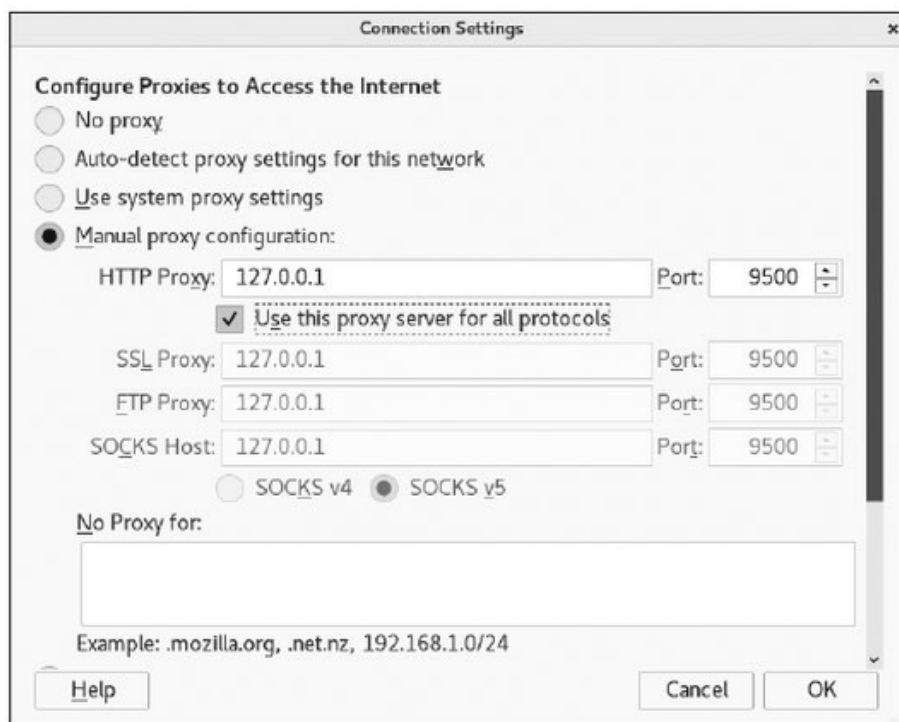 Connection Settings ×
Configure Proxies to Access the Internet
No proxy
Auto-detect proxy settings for this network
Use system proxy settings
Manual proxy configuration:
HTTP Proxy: 127.0.0.1 Port: 9500
Use this proxy server for all protocols
SSL Proxy: 127.0.0.1 Port: 9500
FTP Proxy: 127.0.0.1 Port: 9500
SOCKS Host: 127.0.0.1 Port: 9500
SOCKS v4 SOCKS v5
No Proxy for:
Example: .mozilla.org, .net.nz, 192.168.1.0/24
Help Cancel OK